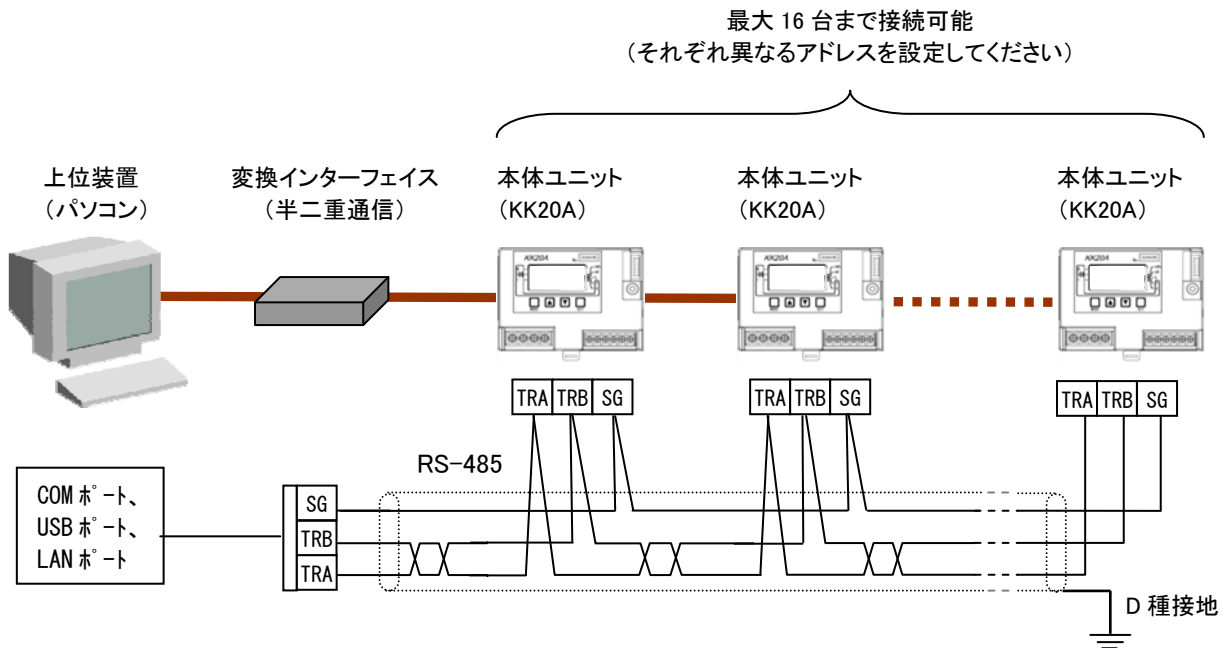 最大 16 台まで接続可能
（それぞれ異なるアドレスを設定してください）
上位装置
（パソコン）
変換インターフェイス
（半二重通信）
本体ユニット
（KK20A）
本体ユニット
（KK20A）
本体ユニット
（KK20A）
KK20A
KK20A
KK20A
TRA TRB SG
TRA TRB SG
TRA TRB SG
RS-485
COM ﾎﾟｰﾄ、
USB ﾎﾟｰﾄ、
LAN ﾎﾟｰﾄ
SG
TRB
TRA
D 種接地